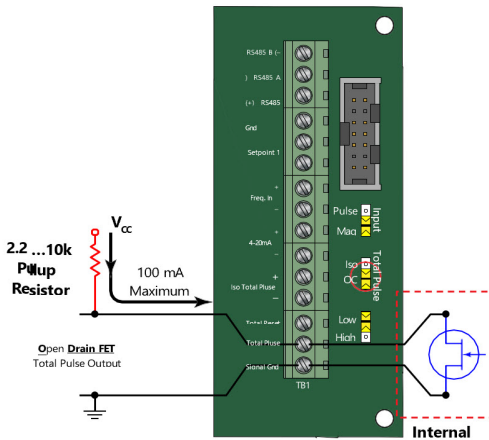 RS485 B (-
) RS485 A
(+) RS485
Gnd
Setpoint 1
+
Freq. In
−
+
4-20mA
−
+
Iso Total Pluse
−
Total Reset
Total Pluse
Sional Gnd
TB1
Pulse
Mag
Input
Iso
OC
Total Pulse
Low
High
VCC
2.2 ...10k
Pullup
Resistor
100 mA
Maximum
Open Drain FET
Total Pulse Output
Internal